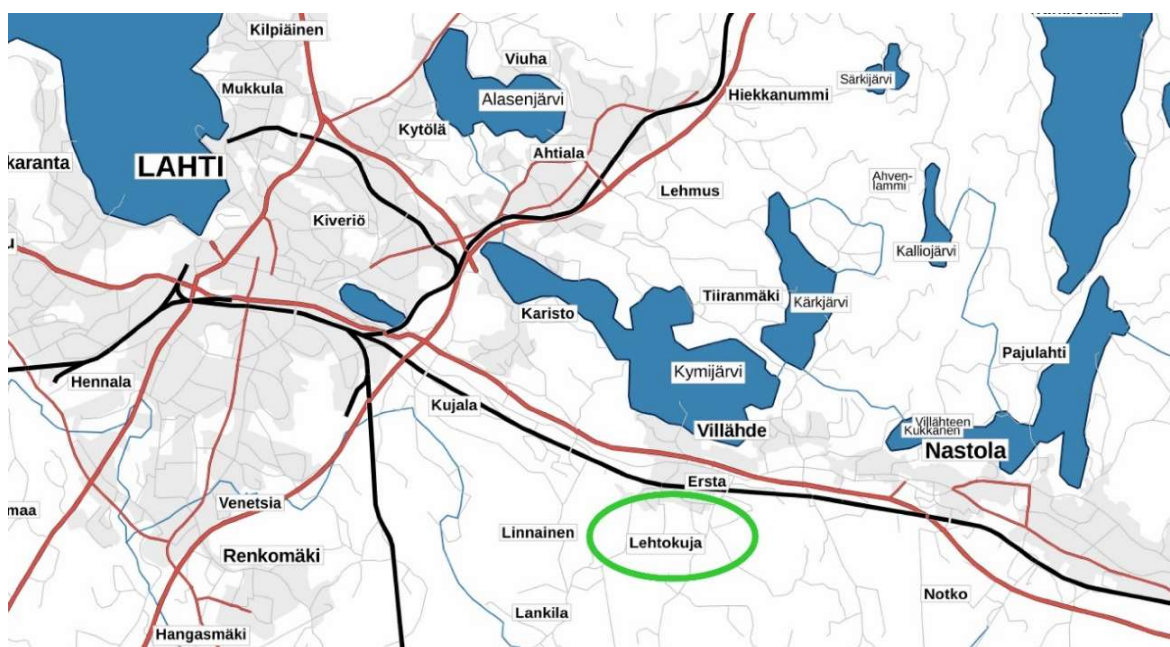 Kilpiäinen
Viuha
Mukkula
Alasenjärvi
Särkijärvi
Hiekkanummi
Kytölä
karanta
LAHTI
Ahtiala
Ahven-
lammi
Lehmus
Kiveriö
u
Kalliojärvi
Tiiranmäki
Kärkjärvi
Karisto
Pajulahti
Kymijärvi
Hennala
Kujala
Villähde
Villähteen
Kukkanen
Nastola
Ersta
Venetsia
maa
Linnainen
Lehtokuja
Renkomäki
Notko
Lankila
Hangasmäki